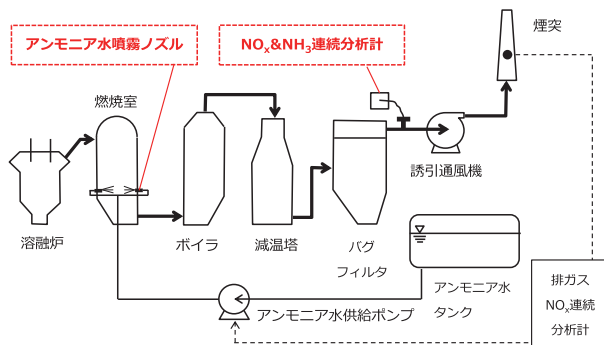 アンモニア水噴霧ノズル
NOx&NH3連続分析計
煙突
燃焼室
誘引通風機
溶融炉
ボイラ
減温塔
バグ
フィルタ
アンモニア水
タンク
排ガス
NOx連続
分析計
アンモニア水供給ポンプ